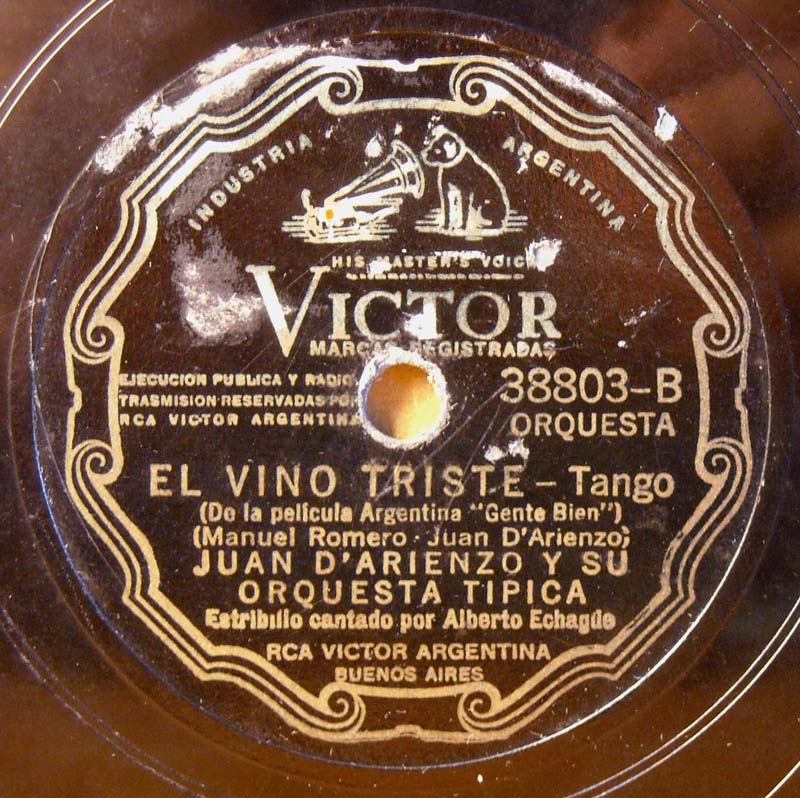 INDUSTRIA ARGENTINA
HIS MASTER'S VOIC
VICTOR
MARCAS REGISTRADAS
EJECUCION PUBLICA Y RADIO
TRASMISION RESERVADAS POR
RCA VICTOR ARGENTINA
38803-B
ORQUESTA
EL VINO TRISTE - Tango
(De la pelicula Argentina "Gente Bien")
(Manuel Romero - Juan D'Arienzo)
JUAN D'ARIENZO Y SU
ORQUESTA TIPICA
Estribillo cantado por Alberto Echagüe
RCA VICTOR ARGENTINA
BUENOS AIRES